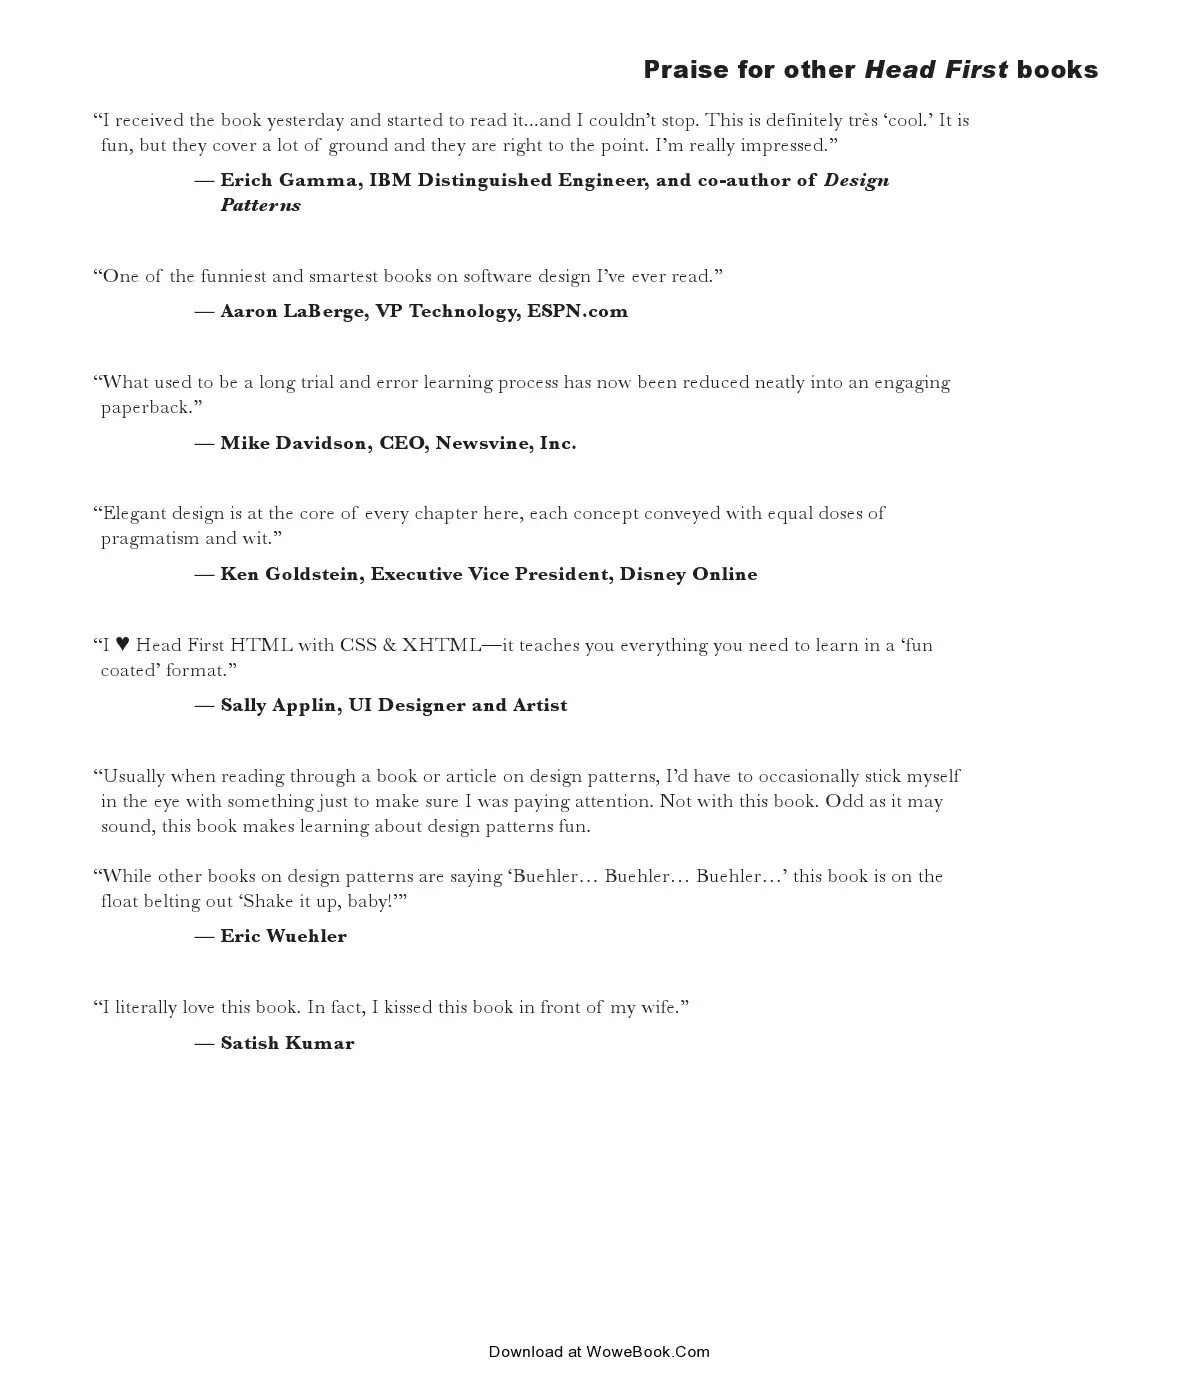 Praise for other Head First books
“I received the book yesterday and started to read it...and I couldn’t stop. This is definitely très ‘cool.’ It is
fun, but they cover a lot of ground and they are right to the point. I’m really impressed.”
— Erich Gamma, IBM Distinguished Engineer, and co-author of Design
Patterns
“One of the funniest and smartest books on software design I’ve ever read.”
— Aaron LaBerge, VP Technology, ESPN.com
“What used to be a long trial and error learning process has now been reduced neatly into an engaging
paperback.”
— Mike Davidson, CEO, Newsvine, Inc.
“Elegant design is at the core of every chapter here, each concept conveyed with equal doses of
pragmatism and wit.”
— Ken Goldstein, Executive Vice President, Disney Online
“I ♥ Head First HTML with CSS & XHTML—it teaches you everything you need to learn in a ‘fun
coated’ format.”
— Sally Applin, UI Designer and Artist
“Usually when reading through a book or article on design patterns, I’d have to occasionally stick myself
in the eye with something just to make sure I was paying attention. Not with this book. Odd as it may
sound, this book makes learning about design patterns fun.
“While other books on design patterns are saying ‘Buehler… Buehler… Buehler…’ this book is on the
float belting out ‘Shake it up, baby!’”
— Eric Wuehler
“I literally love this book. In fact, I kissed this book in front of my wife.”
— Satish Kumar
Download at WoweBook.Com